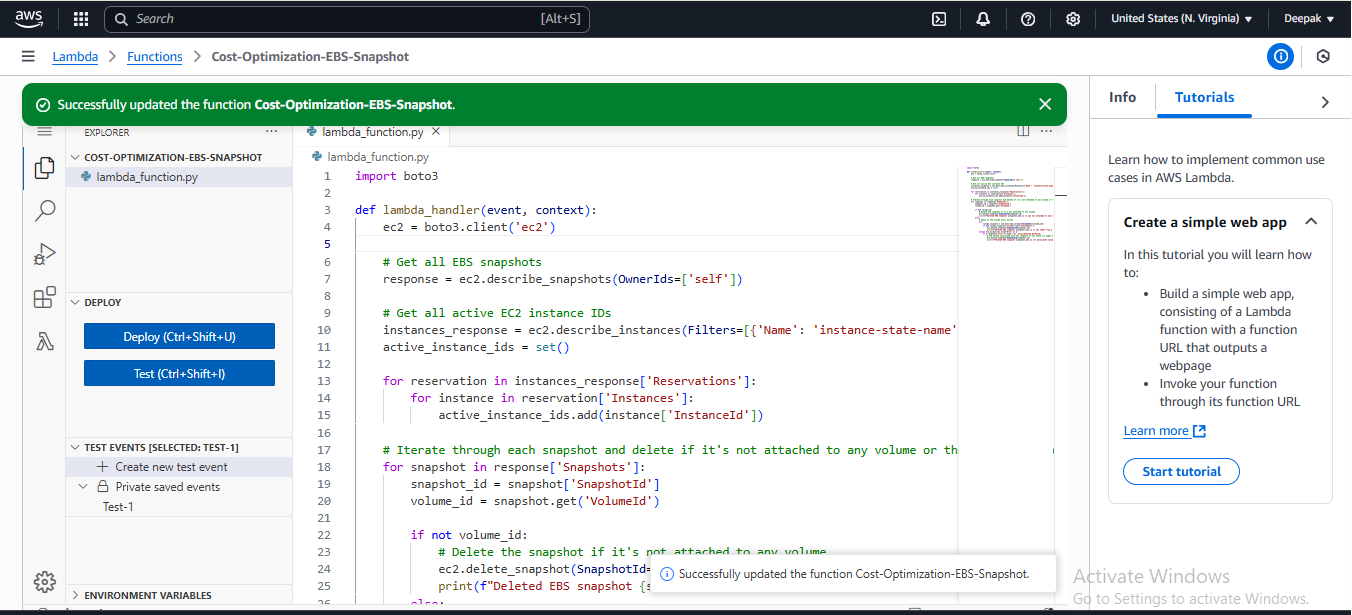 aws
Search
[Alt+S]
United States (N. Virginia)
Deepak
Lambda
Functions
Cost-Optimization-EBS-Snapshot
Successfully updated the function Cost-Optimization-EBS-Snapshot.
EXPLORER
COST-OPTIMIZATION-EBS-SNAPSHOT
lambda_function.py
DEPLOY
Deploy (Ctrl+Shift+U)
Test (Ctrl+Shift+I)
TEST EVENTS [SELECTED: TEST-1]
Create new test event
Private saved events
Test-1
ENVIRONMENT VARIABLES
lambda_function.py
lambda_function.py
1 import boto3
2
3 def lambda_handler(event, context):
4 ec2 = boto3.client('ec2')
5
6 # Get all EBS snapshots
7 response = ec2.describe_snapshots(OwnerIds=['self'])
8
9 # Get all active EC2 instance IDs
10 instances_response = ec2.describe_instances(Filters=[{'Name': 'instance-state-name'
11 active_instance_ids = set()
12
13 for reservation in instances_response['Reservations']:
14 for instance in reservation['Instances']:
15 active_instance_ids.add(instance['InstanceId'])
16
17 # Iterate through each snapshot and delete if it's not attached to any volume or th
18 for snapshot in response['Snapshots']:
19 snapshot_id = snapshot['SnapshotId']
20 volume_id = snapshot.get('VolumeId')
21
22 if not volume_id:
23 # Delete the snapshot if it's not attached to any volume
24 ec2.delete_snapshot(SnapshotId=
25 print(f"Deleted EBS snapshot {s
26 else:
Successfully updated the function Cost-Optimization-EBS-Snapshot.
Info
Tutorials
Learn how to implement common use
cases in AWS Lambda.
Create a simple web app
In this tutorial you will learn how
to:
• Build a simple web app,
consisting of a Lambda
function with a function
URL that outputs a
webpage
• Invoke your function
through its function URL
Learn more
Start tutorial
Activate Windows
Go to Settings to activate Windows.